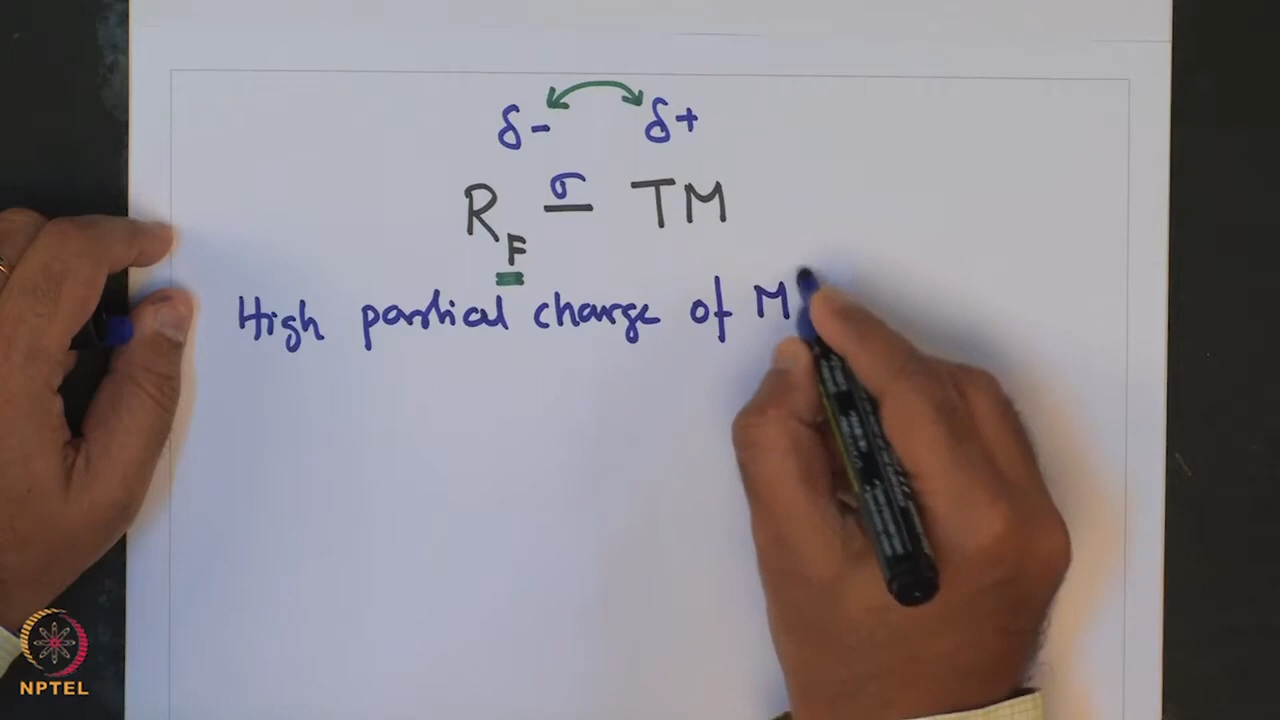 δ- δ+
R_F σ TM
High partial charge of M
NPTEL